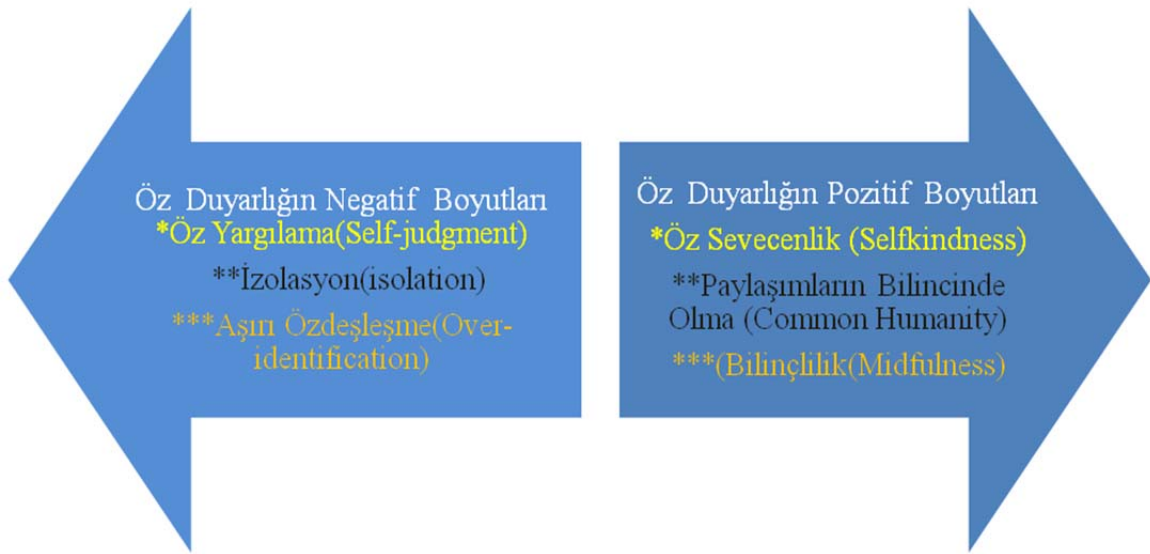 Öz Duyarlığın Negatif Boyutları
*Öz Yargılama(Self-judgment)
**İzolasyon(isolation)
***Aşırı Özdeşleşme(Over-
identification)
Öz Duyarlığın Pozitif Boyutları
*Öz Sevecenlik (Selfkindness)
**Paylaşımların Bilincinde
Olma (Common Humanity)
***(Bilinçlilik(Midfulness)